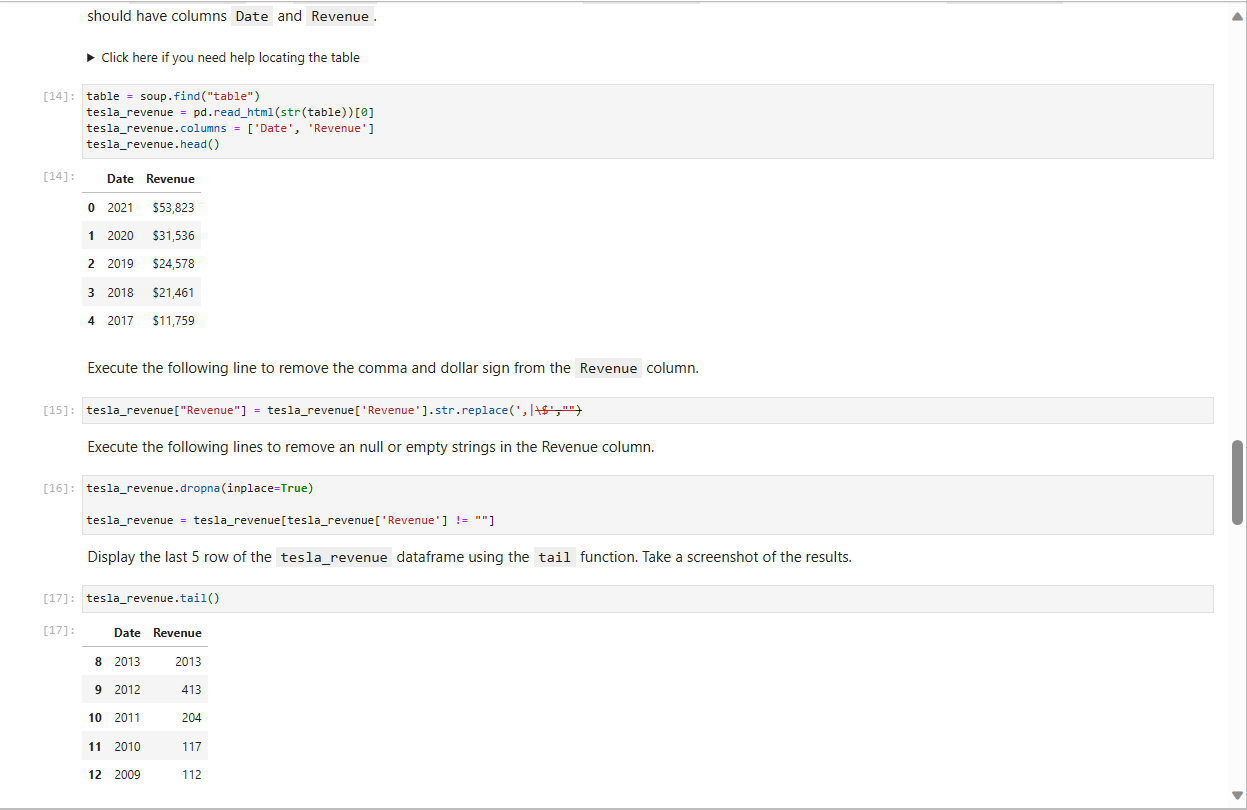 should have columns Date and Revenue.
▶ Click here if you need help locating the table
[14]: table = soup.find("table")
tesla_revenue = pd.read_html(str(table))[0]
tesla_revenue.columns = ['Date', 'Revenue']
tesla_revenue.head()
[14]: Date Revenue
0 2021 $53,823
1 2020 $31,536
2 2019 $24,578
3 2018 $21,461
4 2017 $11,759
Execute the following line to remove the comma and dollar sign from the Revenue column.
[15]: tesla_revenue["Revenue"] = tesla_revenue['Revenue'].str.replace(',|\$',"")
Execute the following lines to remove an null or empty strings in the Revenue column.
[16]: tesla_revenue.dropna(inplace=True)
tesla_revenue = tesla_revenue[tesla_revenue['Revenue'] != ""]
Display the last 5 row of the tesla_revenue dataframe using the tail function. Take a screenshot of the results.
[17]: tesla_revenue.tail()
[17]: Date Revenue
8 2013 2013
9 2012 413
10 2011 204
11 2010 117
12 2009 112